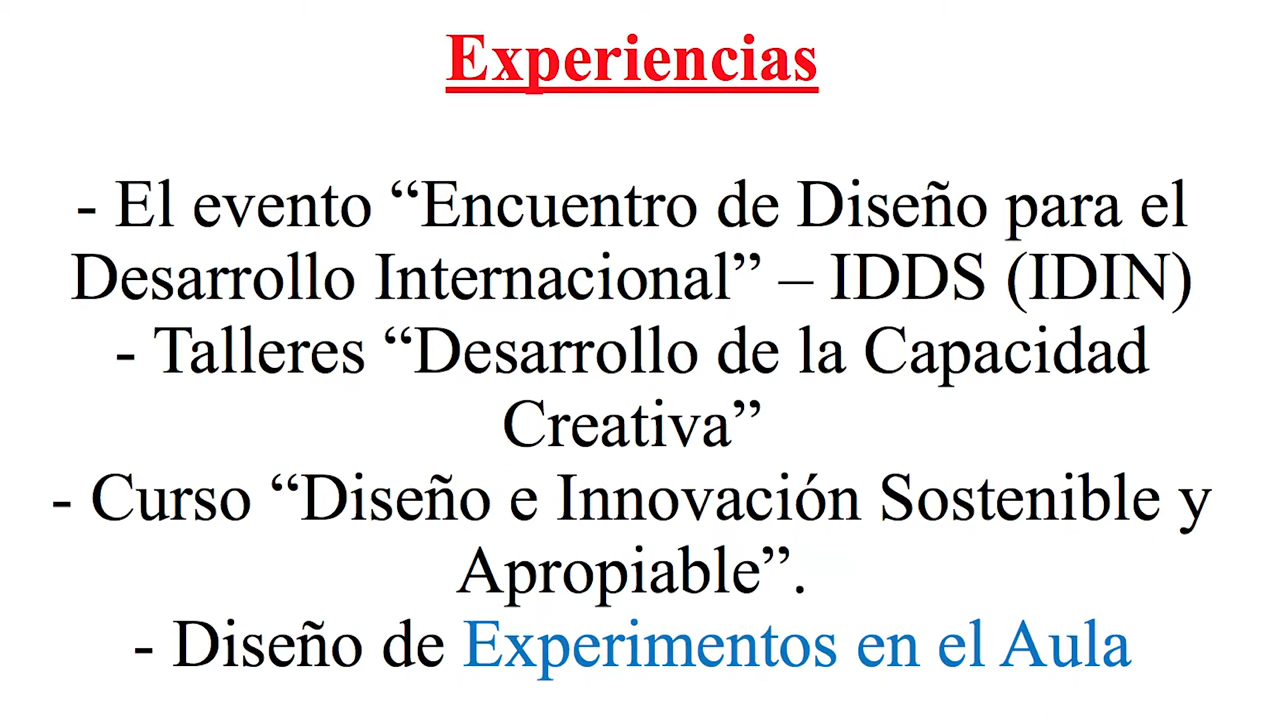 Experiencias
- El evento “Encuentro de Diseño para el
Desarrollo Internacional” – IDDS (IDIN)
- Talleres “Desarrollo de la Capacidad
Creativa”
- Curso “Diseño e Innovación Sostenible y
Apropiable”.
- Diseño de Experimentos en el Aula